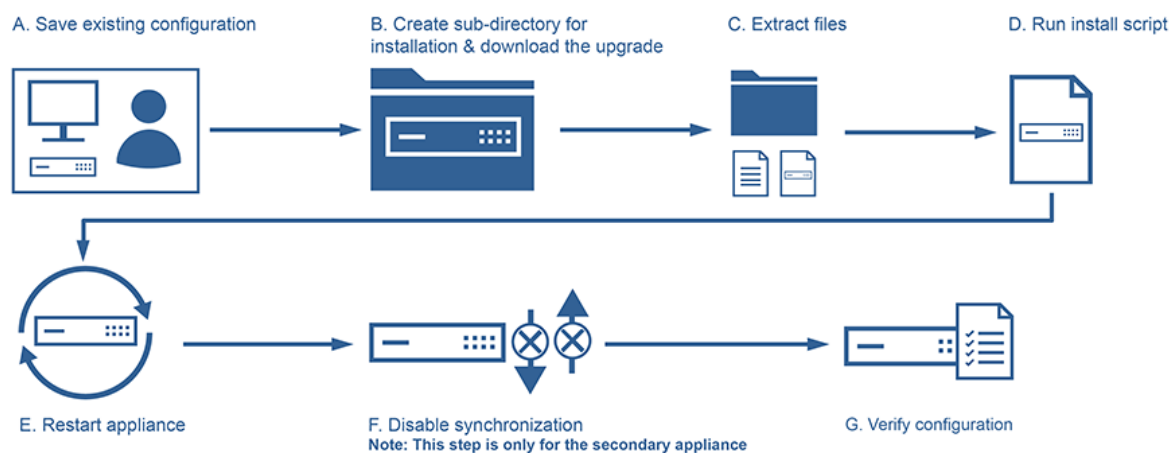 A. Save existing configuration
B. Create sub-directory for
installation & download the upgrade
C. Extract files
D. Run install script
E. Restart appliance
F. Disable synchronization
Note: This step is only for the secondary appliance
G. Verify configuration